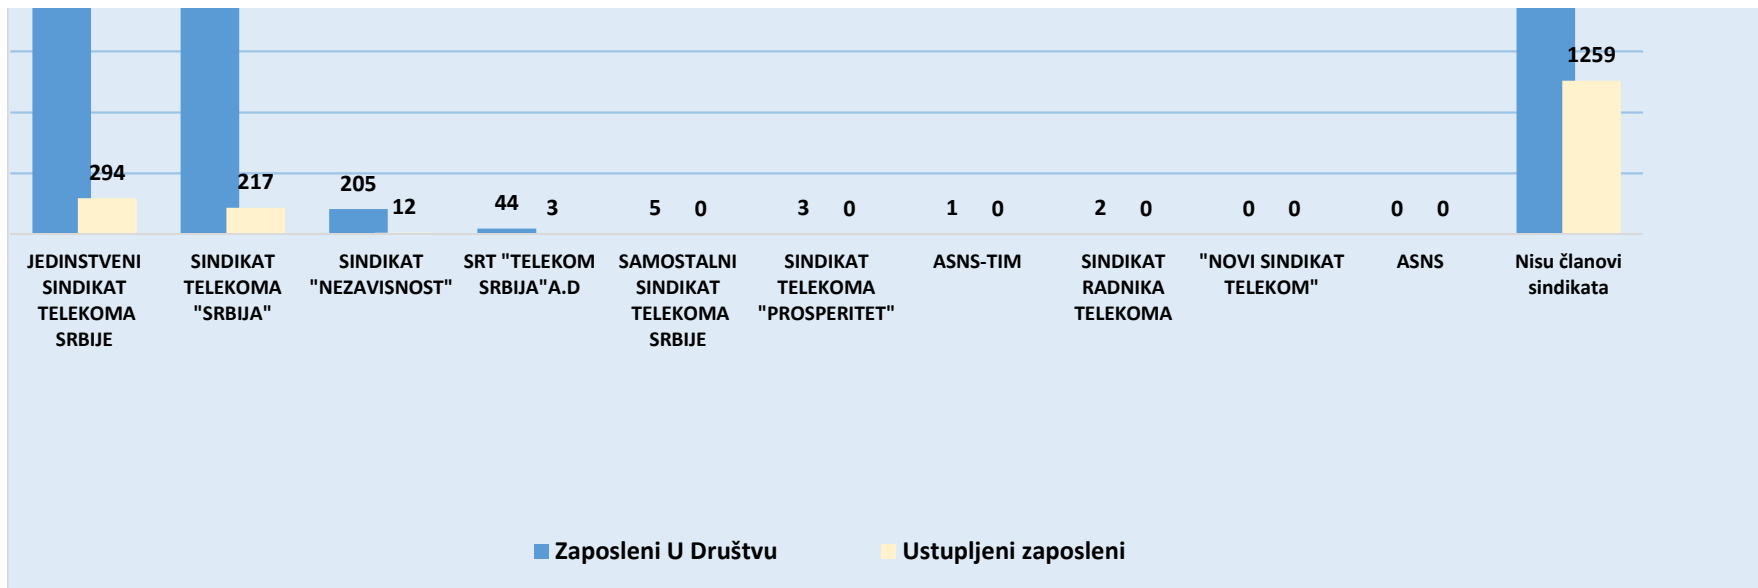 1259
294
217
205
12
44
3
5
0
3
0
1
0
2
0
0
0
0
0
JEDINSTVENI
SINDIKAT
TELEKOMA
SRBIJE
SINDIKAT
TELEKOMA
"SRBIJA"
SINDIKAT
"NEZAVISNOST"
SRT "TELEKOM
SRBIJA"A.D
SAMOSTALNI
SINDIKAT
TELEKOMA
SRBIJE
SINDIKAT
TELEKOMA
"PROSPERITET"
ASNS-TIM
SINDIKAT
RADNIKA
TELEKOMA
"NOVI SINDIKAT
TELEKOM"
ASNS
Nisu članovi
sindikata
Zaposleni U Društvu
Ustupljeni zaposleni